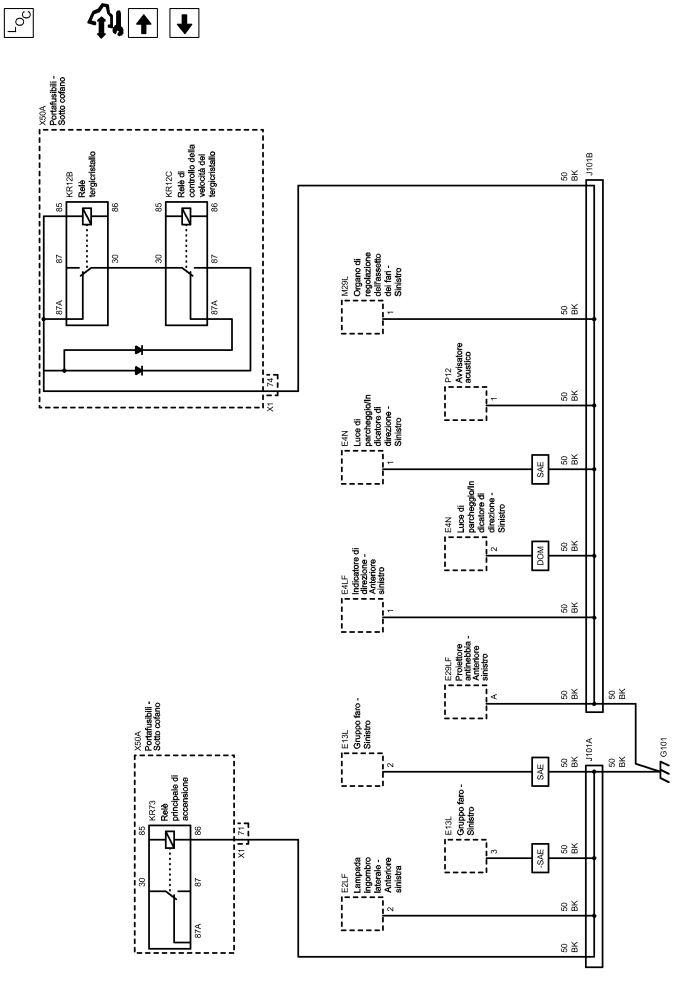 LOC
X50A
Portafusibili -
Sotto cofano
KR73
Relè
principale di
accensione
85
30
86
87
87A
X1
71
X50A
Portafusibili -
Sotto cofano
KR12B
Relè
tergicristallo
85
86
87
30
87A
KR12C
Relè di
controllo della
velocità del
tergicristallo
85
86
30
87
87A
X1
74
E2LF
Lampada
ingombro
laterale -
Anteriore
sinistra
2
E13L
Gruppo faro -
Sinistro
3
E13L
Gruppo faro -
Sinistro
2
E29LF
Proiettore
antinebbia -
Anteriore
sinistro
A
E4LF
Indicatore di
direzione -
Anteriore
sinistro
1
E4N
Luce di
parcheggio/In
dicatore di
direzione -
Sinistro
2
E4N
Luce di
parcheggio/In
dicatore di
direzione -
Sinistro
1
P12
Avvisatore
acustico
1
M29L
Organo di
regolazione
dell'assetto
dei fari -
Sinistro
1
-SAE
SAE
DOM
SAE
50
BK
50
BK
50
BK
50
BK
50
BK
50
BK
50
BK
50
BK
50
BK
50
BK
50
BK
J101A
J101B
50
BK
50
BK
G101